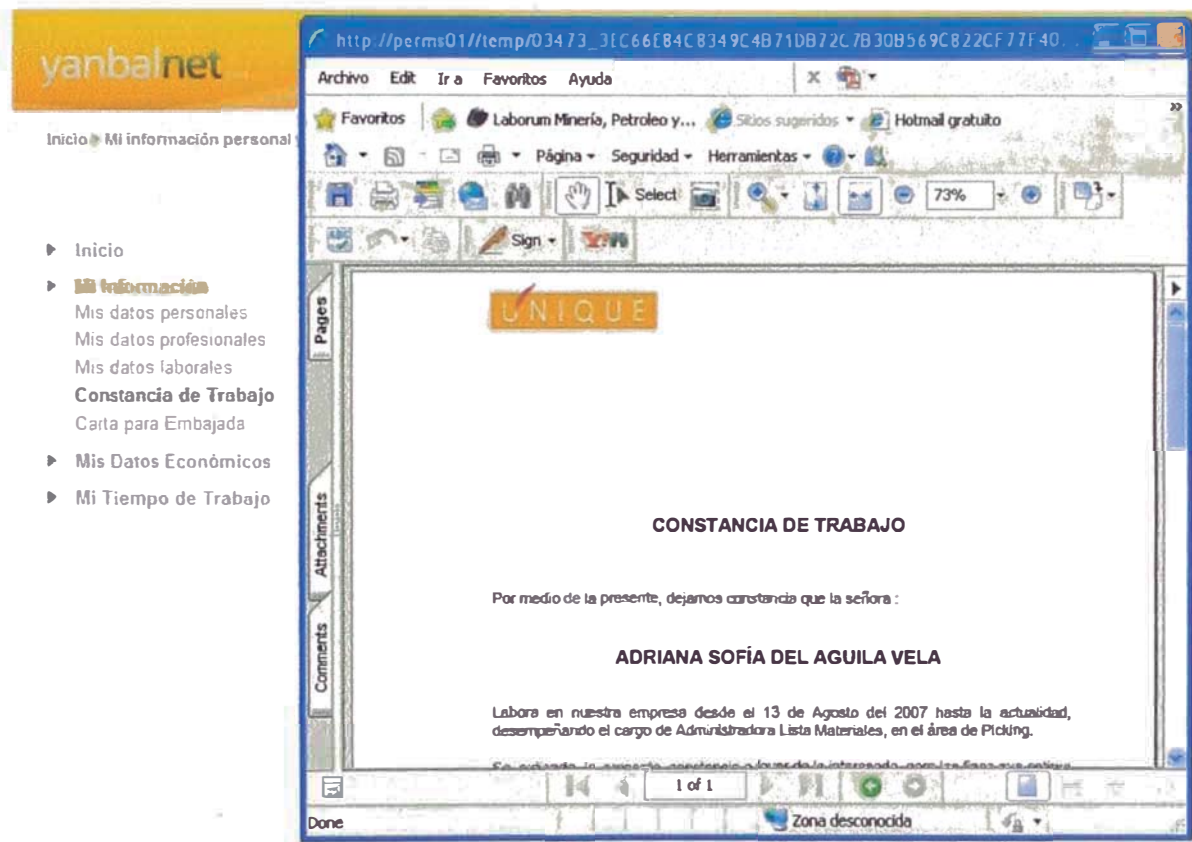 yanbalnet
Inicio Mi información personal
Inicio
Mi Información
Mis datos personales
Mis datos profesionales
Mis datos laborales
Constancia de Trabajo
Carta para Embajada
Mis Datos Económicos
Mi Tiempo de Trabajo
http://perms01//temp/03473_3EC66E84C8349C4B71DB72C7B30B569C822CF77F40...
Archivo Edit Ir a Favoritos Ayuda
Favoritos Laborum Minería, Petroleo y... Sitios sugeridos Hotmail gratuito
Página Seguridad Herramientas
Select 73%
Sign
Pages
Attachments
Comments
UNIQUE
CONSTANCIA DE TRABAJO
Por medio de la presente, dejamos constancia que la señora :
ADRIANA SOFÍA DEL AGUILA VELA
Labora en nuestra empresa desde el 13 de Agosto del 2007 hasta la actualidad,
desempeñando el cargo de Administradora Lista Materiales, en el área de Picking.
1 of 1
Done Zona desconocida